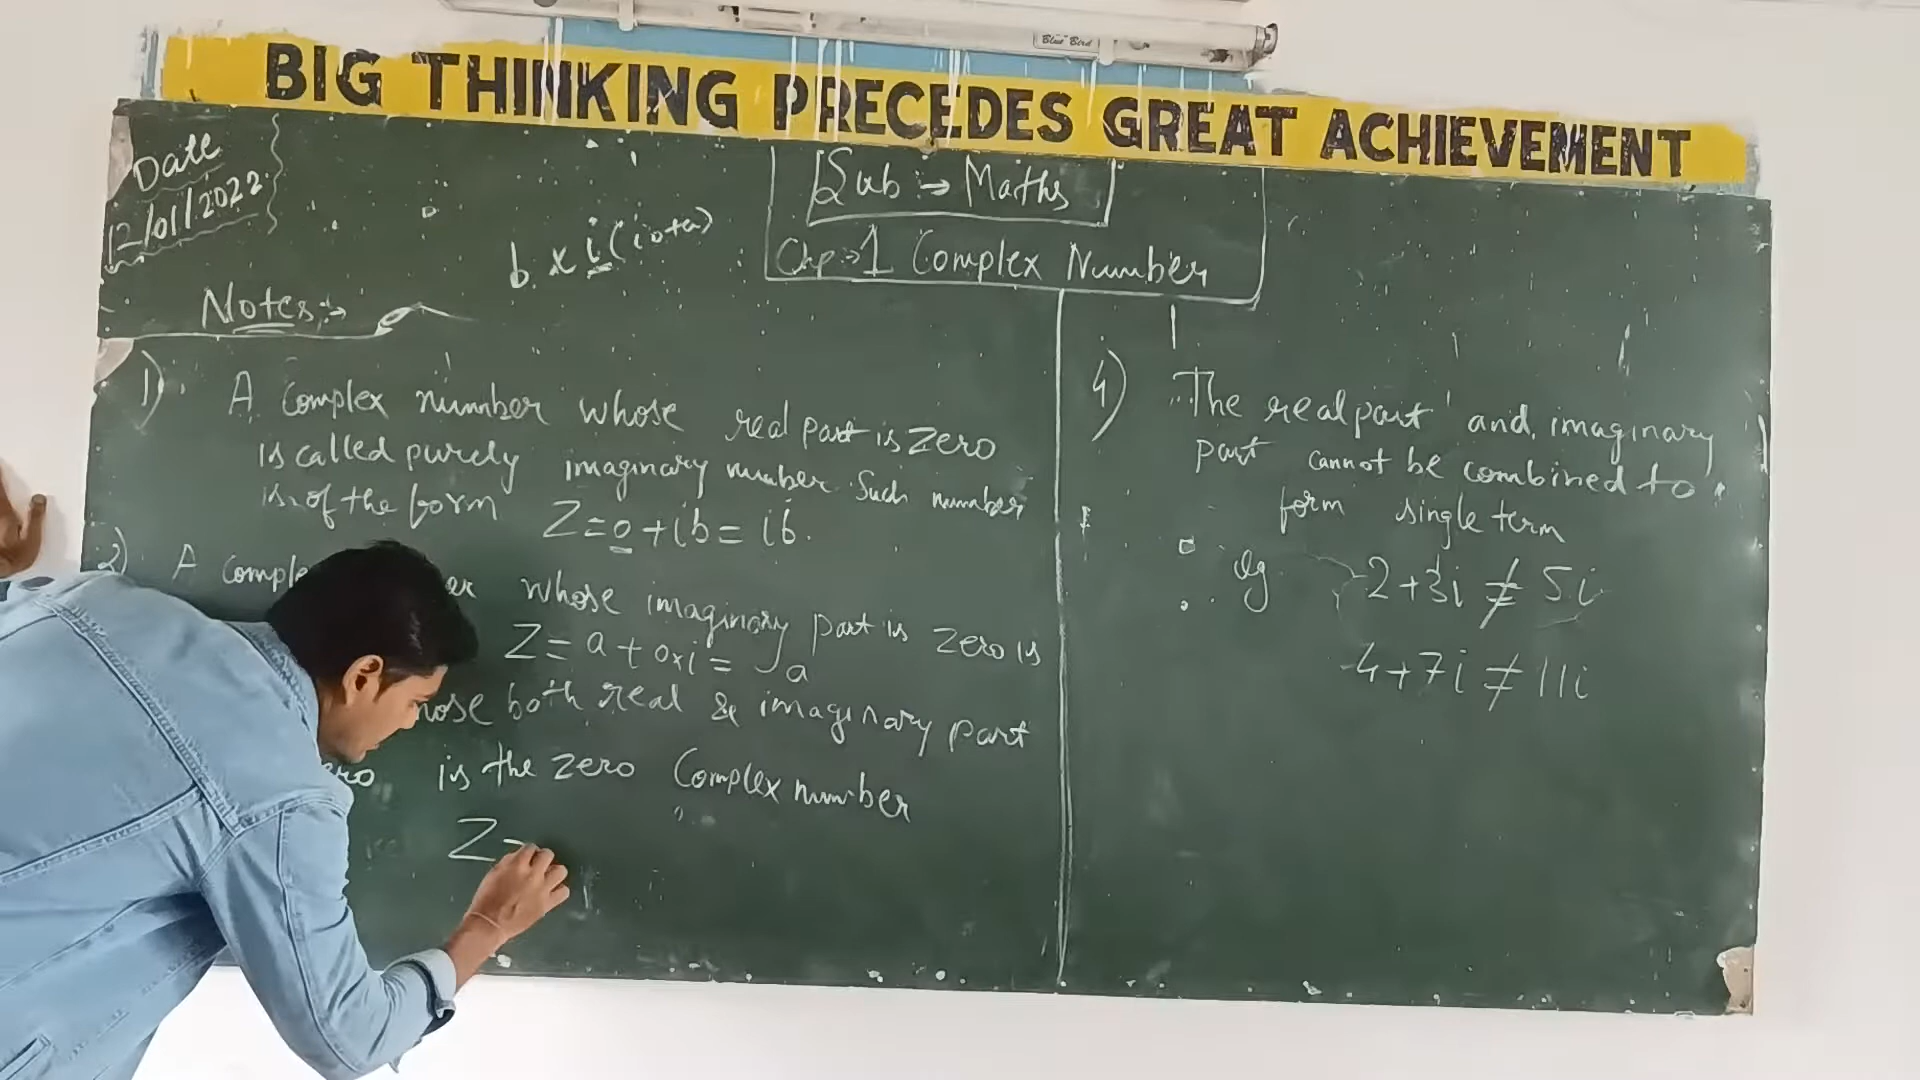 Blue Bird
BIG THINKING PRECEDES GREAT ACHIEVEMENT
Date
12/01/2022
Sub → Maths
Chp → 1 Complex Number
b x i (iota)
Notes:→
1) A Complex number whose real part is zero
is called purely imaginary number. Such number
is of the form Z = 0 + ib = ib.
2) A comple whose imaginary part is zero is
Z = a + 0xi = a
both real & imaginary part
is the zero Complex number
Z =
4) The real part and imaginary
part cannot be combined to
form single term
eg 2+3i ≠ 5i
4+7i ≠ 11i